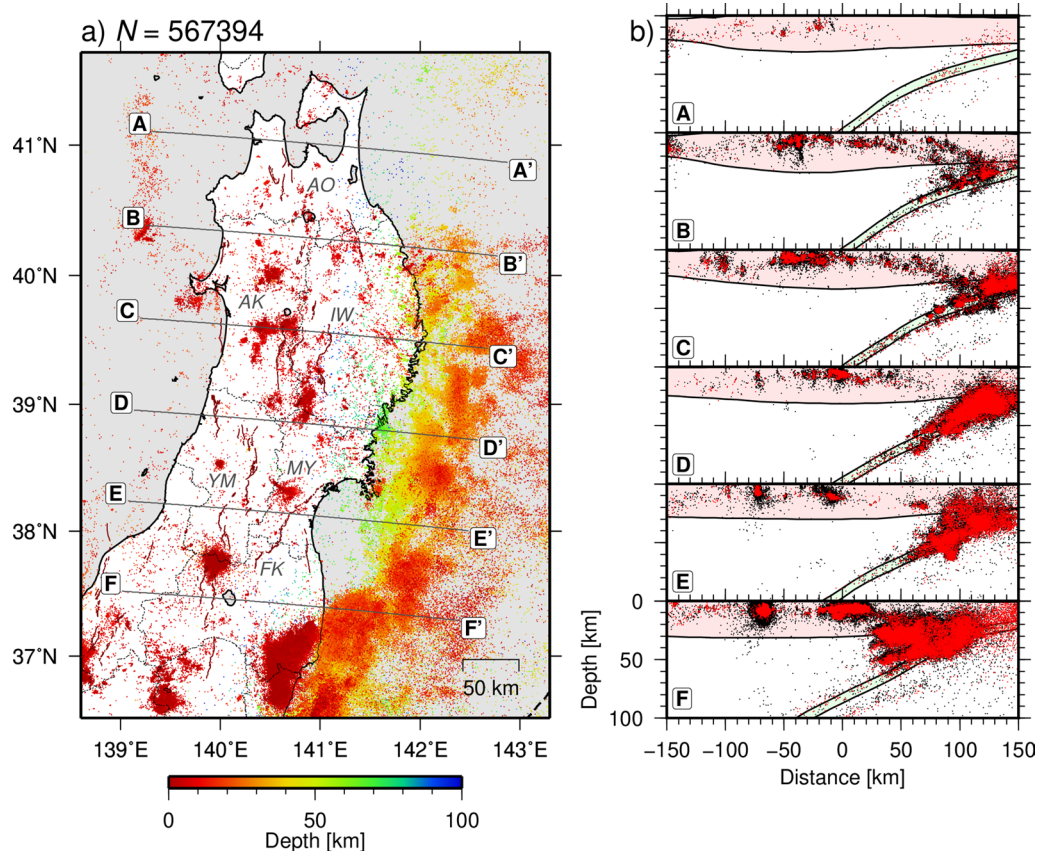 a) N = 567394
b)
41°N
40°N
39°N
38°N
37°N
139°E
140°E
141°E
142°E
143°E
A
A'
B
B'
C
C'
D
D'
E
E'
F
F'
AO
AK
IW
YM
MY
FK
50 km
0
50
100
Depth [km]
A
B
C
D
E
F
0
50
100
Depth [km]
−150
−100
−50
0
50
100
150
Distance [km]